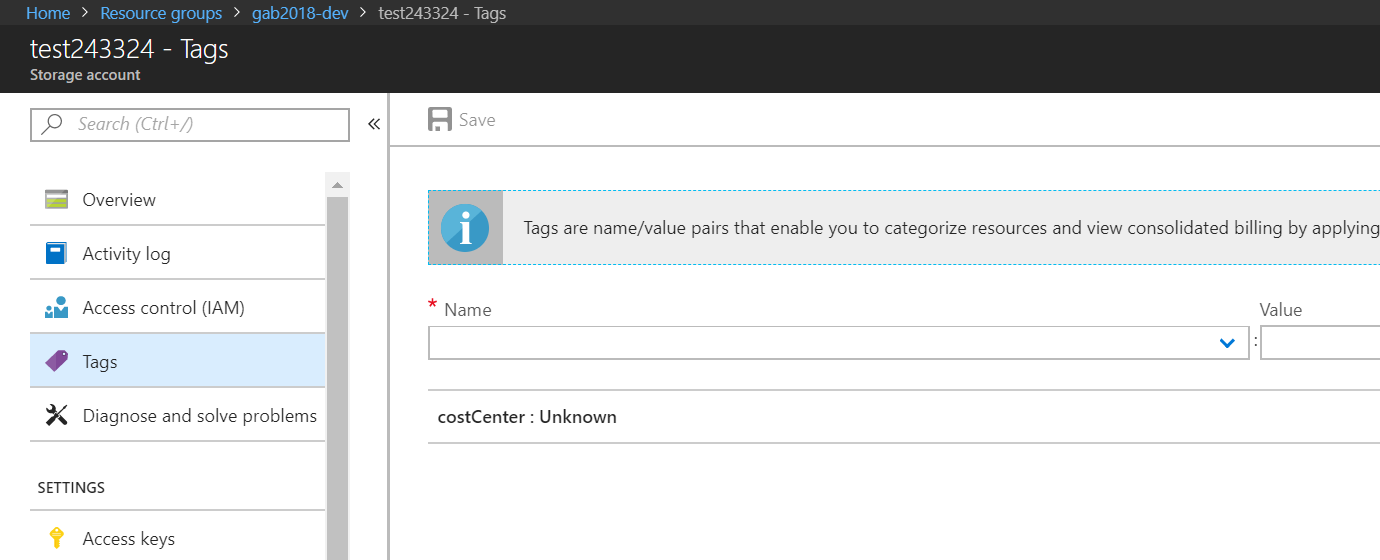 Home > Resource groups > gab2018-dev > test243324 - Tags
test243324 - Tags
Storage account
Search (Ctrl+/)
«
Save
Overview
Activity log
Access control (IAM)
Tags
Diagnose and solve problems
SETTINGS
Access keys
i
Tags are name/value pairs that enable you to categorize resources and view consolidated billing by applying
* Name
Value
:
costCenter : Unknown